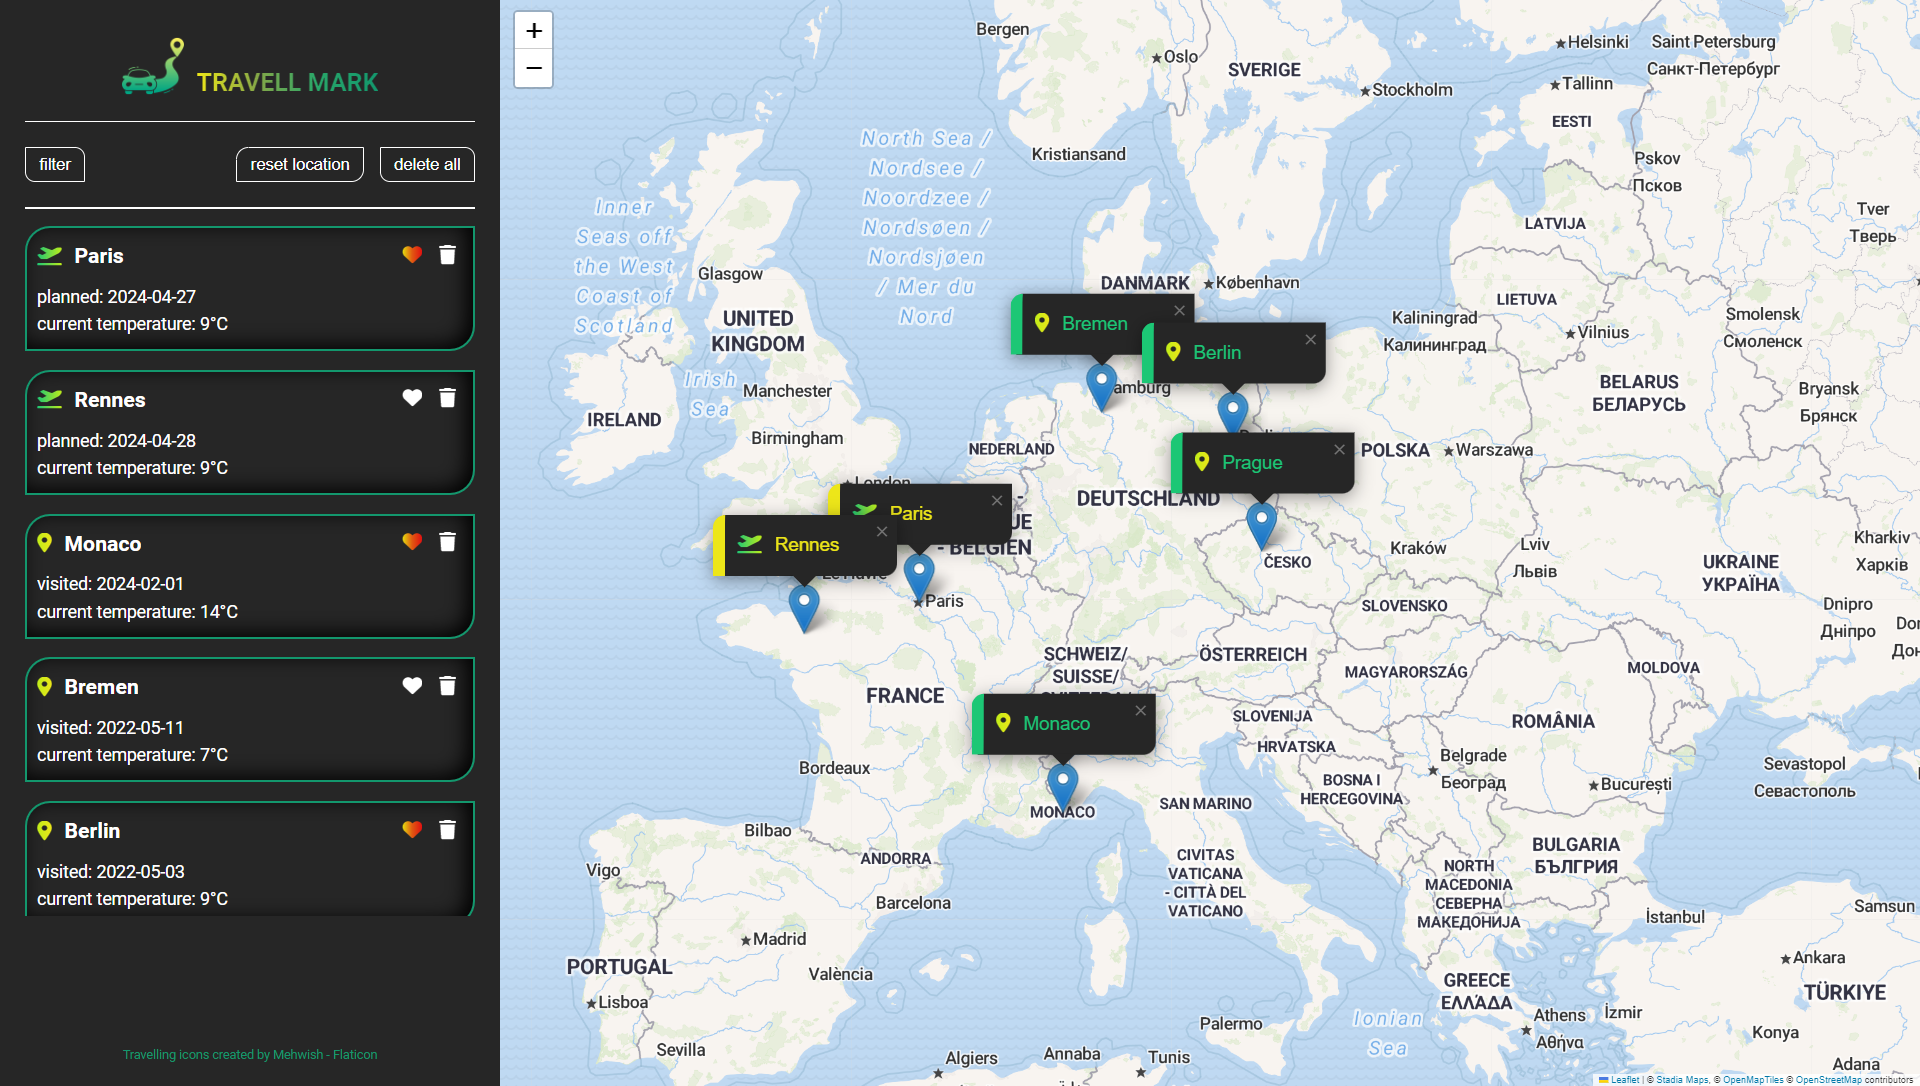 TRAVELL MARK
filter
reset location
delete all
Paris
planned: 2024-04-27
current temperature: 9°C
Rennes
planned: 2024-04-28
current temperature: 9°C
Monaco
visited: 2024-02-01
current temperature: 14°C
Bremen
visited: 2022-05-11
current temperature: 7°C
Berlin
visited: 2022-05-03
current temperature: 9°C
Travelling icons created by Mehwish - Flaticon
+
−
Bergen
Oslo
SVERIGE
Stockholm
Helsinki
Saint Petersburg
Санкт-Петербург
Tallinn
EESTI
Kristiansand
North Sea /
Nordsee /
Noordzee /
Nordsøen /
Nordsjøen
/ Mer du
Nord
Inner
Seas off
the West
Coast of
Scotland
Glasgow
Pskov
Псков
Tver
Тверь
LATVIJA
DANMARK
København
LIETUVA
Vilnius
Kaliningrad
Калининград
Smolensk
Смоленск
UNITED
KINGDOM
Bremen
×
Berlin
×
amburg
Irish
Sea
Manchester
IRELAND
Birmingham
BELARUS
БЕЛАРУСЬ
Bryansk
Брянск
NEDERLAND
POLSKA
Warszawa
Prague
×
London
DEUTSCHLAND
Paris
×
- BELGIEN
Rennes
×
Paris
Kraków
ČESKO
Lviv
Львів
UKRAINE
УКРАЇНА
Kharkiv
Харків
SLOVENSKO
Dnipro
Дніпро
SCHWEIZ/
SUISSE/
ÖSTERREICH
MAGYARORSZÁG
MOLDOVA
FRANCE
Monaco
×
SLOVENIJA
HRVATSKA
ROMÂNIA
Bordeaux
Belgrade
Београд
BOSNA I
HERCEGOVINA
București
Sevastopol
Севастополь
MONACO
SAN MARINO
Bilbao
ANDORRA
Vigo
CIVITAS
VATICANA
- CITTÀ DEL
VATICANO
BULGARIA
БЪЛГРИЯ
NORTH
MACEDONIA
СЕВЕРНА
МАКЕДОНИЈА
Barcelona
İstanbul
Samsun
Madrid
València
PORTUGAL
Lisboa
Ankara
GREECE
ΕΛΛΆΔΑ
TÜRKIYE
Athens
Αθήνα
İzmir
Konya
Palermo
Ionian
Sea
Sevilla
Algiers
Annaba
Tunis
Adana
Leaflet | © Stadia Maps, © OpenMapTiles © OpenStreetMap contributors